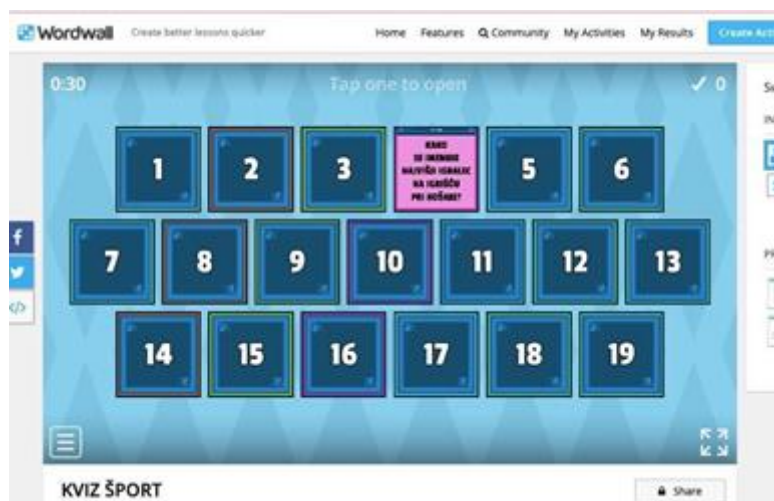 Wordwall Create better lessons quicker Home Features Community My Activities My Results Create Acti
0:30 Tap one to open ✓ 0
1 2 3 5 6
KAKO
SE IMENUJE
NAJVIŠJI IGRALEC
NA IGRIŠČU
PRI KOŠARKI?
7 8 9 10 11 12 13
14 15 16 17 18 19
KVIZ ŠPORT Share